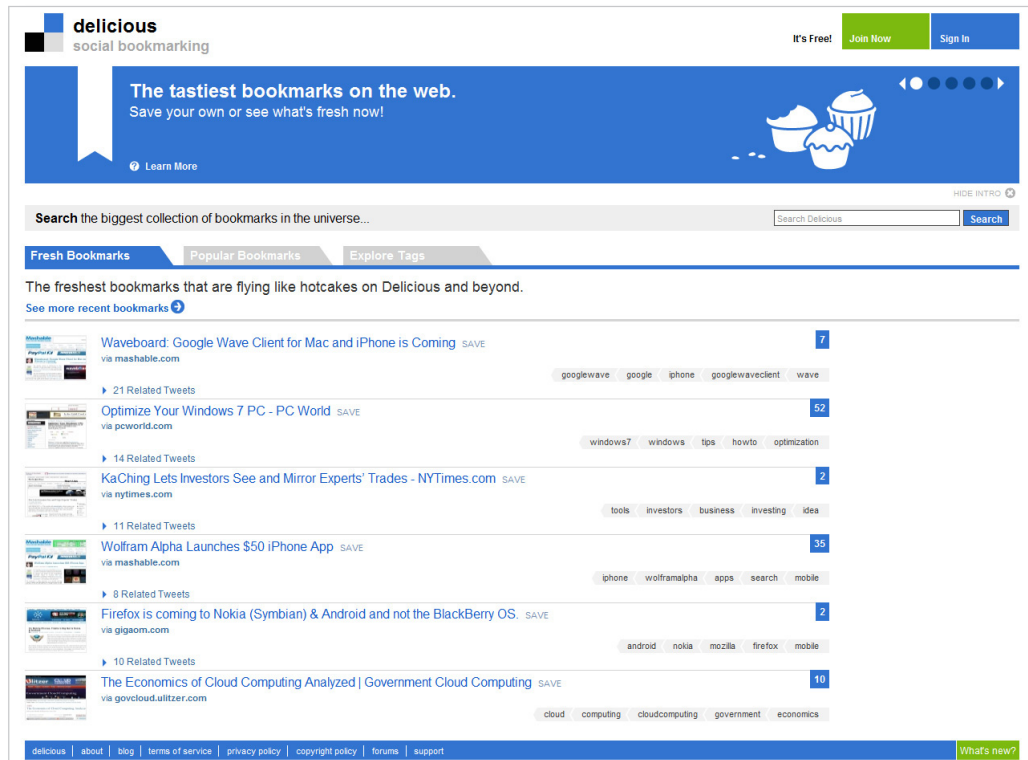 delicious
social bookmarking
It's Free!
Join Now
Sign In
The tastiest bookmarks on the web.
Save your own or see what's fresh now!
? Learn More
HIDE INTRO
Search the biggest collection of bookmarks in the universe...
Search Delicious
Search
Fresh Bookmarks
Popular Bookmarks
Explore Tags
The freshest bookmarks that are flying like hotcakes on Delicious and beyond.
See more recent bookmarks
Waveboard: Google Wave Client for Mac and iPhone is Coming SAVE
7
via mashable.com
googlewave google iphone googlewaveclient wave
21 Related Tweets
Optimize Your Windows 7 PC - PC World SAVE
52
via pcworld.com
windows7 windows tips howto optimization
14 Related Tweets
KaChing Lets Investors See and Mirror Experts' Trades - NYTimes.com SAVE
2
via nytimes.com
tools investors business investing idea
11 Related Tweets
Wolfram Alpha Launches $50 iPhone App SAVE
35
via mashable.com
iphone wolframalpha apps search mobile
8 Related Tweets
Firefox is coming to Nokia (Symbian) & Android and not the BlackBerry OS. SAVE
2
via gigaom.com
android nokia mozilla firefox mobile
10 Related Tweets
The Economics of Cloud Computing Analyzed | Government Cloud Computing SAVE
10
via govcloud.ulitzer.com
cloud computing cloudcomputing government economics
delicious | about | blog | terms of service | privacy policy | copyright policy | forums | support
What's new?